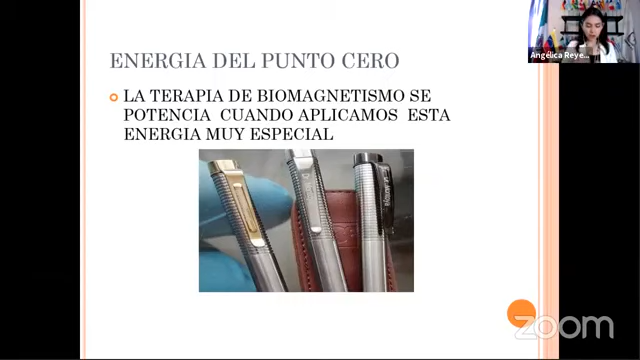 ENERGIA DEL PUNTO CERO
LA TERAPIA DE BIOMAGNETISMO SE
POTENCIA CUANDO APLICAMOS ESTA
ENERGIA MUY ESPECIAL
Angélica Reye...
zoom